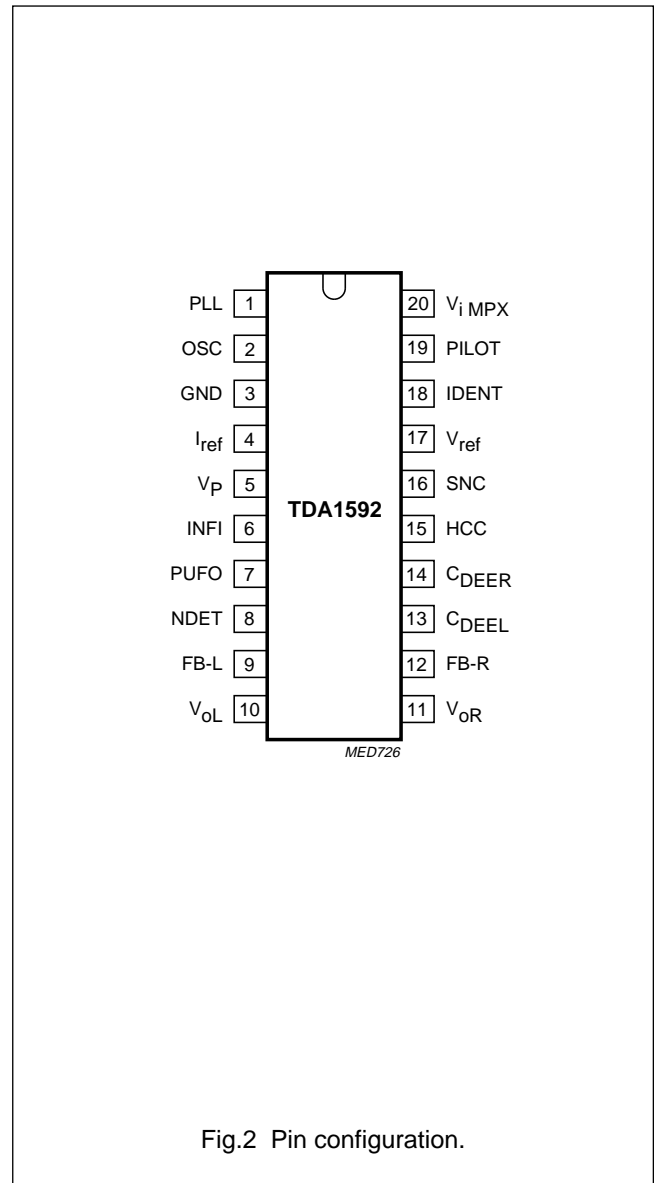 PLL 1
OSC 2
GND 3
Iref 4
VP 5
INFI 6
PUFO 7
NDET 8
FB-L 9
VoL 10
TDA1592
20 Vi MPX
19 PILOT
18 IDENT
17 Vref
16 SNC
15 HCC
14 CDEER
13 CDEEL
12 FB-R
11 VoR
MED726
Fig.2 Pin configuration.